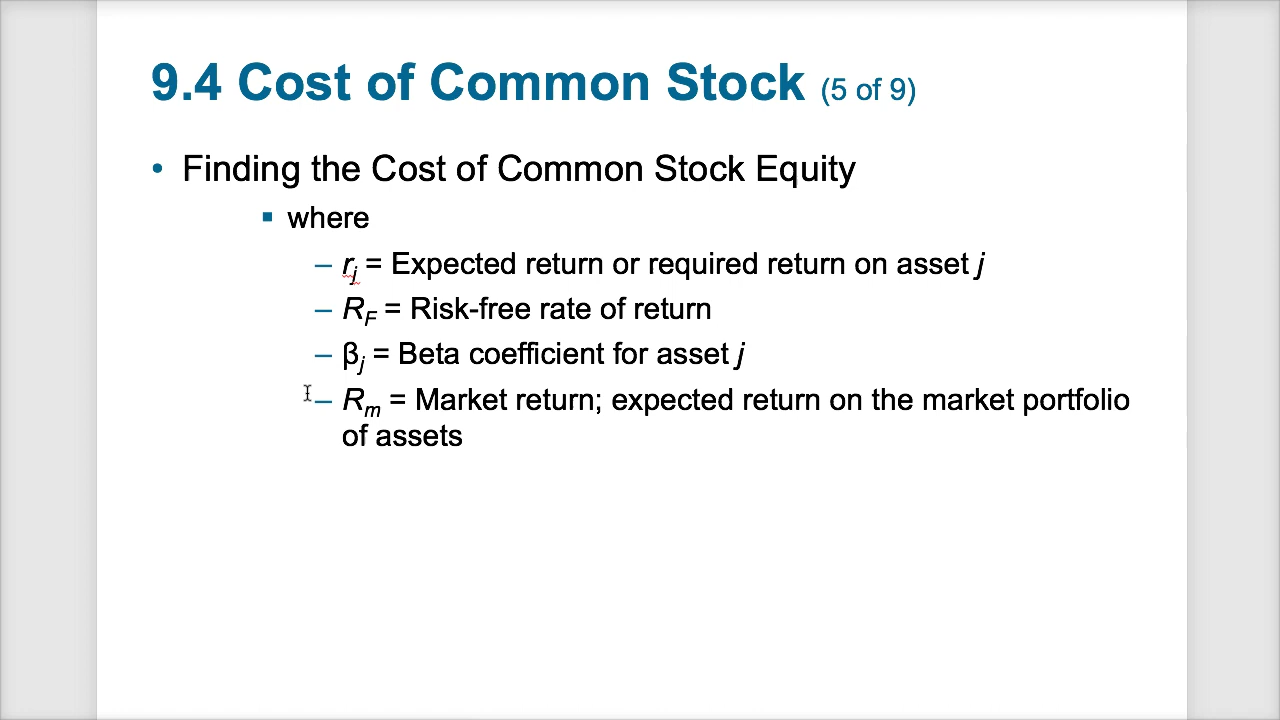 9.4 Cost of Common Stock (5 of 9)
• Finding the Cost of Common Stock Equity
▪ where
– rj = Expected return or required return on asset j
– RF = Risk-free rate of return
– βj = Beta coefficient for asset j
– Rm = Market return; expected return on the market portfolio
of assets